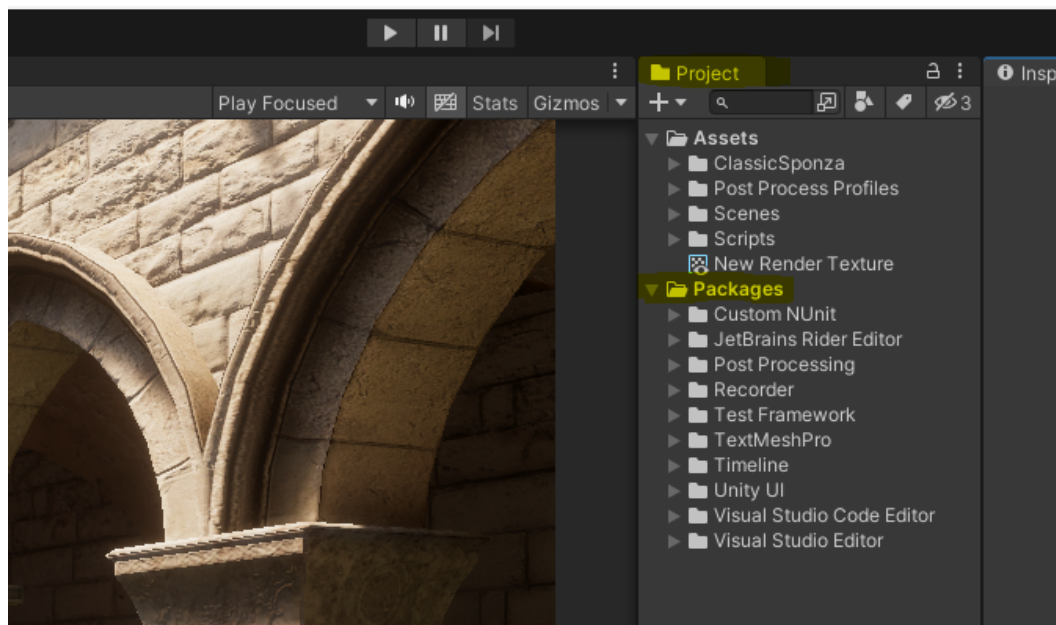 Project
Insp
Play Focused
Stats
Gizmos
3
Assets
ClassicSponza
Post Process Profiles
Scenes
Scripts
New Render Texture
Packages
Custom NUnit
JetBrains Rider Editor
Post Processing
Recorder
Test Framework
TextMeshPro
Timeline
Unity UI
Visual Studio Code Editor
Visual Studio Editor